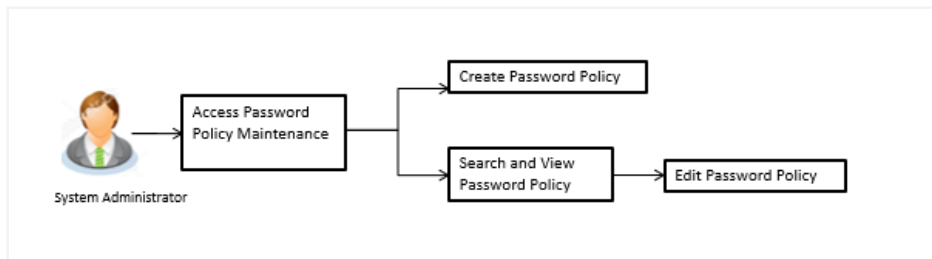 Access Password
Policy Maintenance
System Administrator
Create Password Policy
Search and View
Password Policy
Edit Password Policy